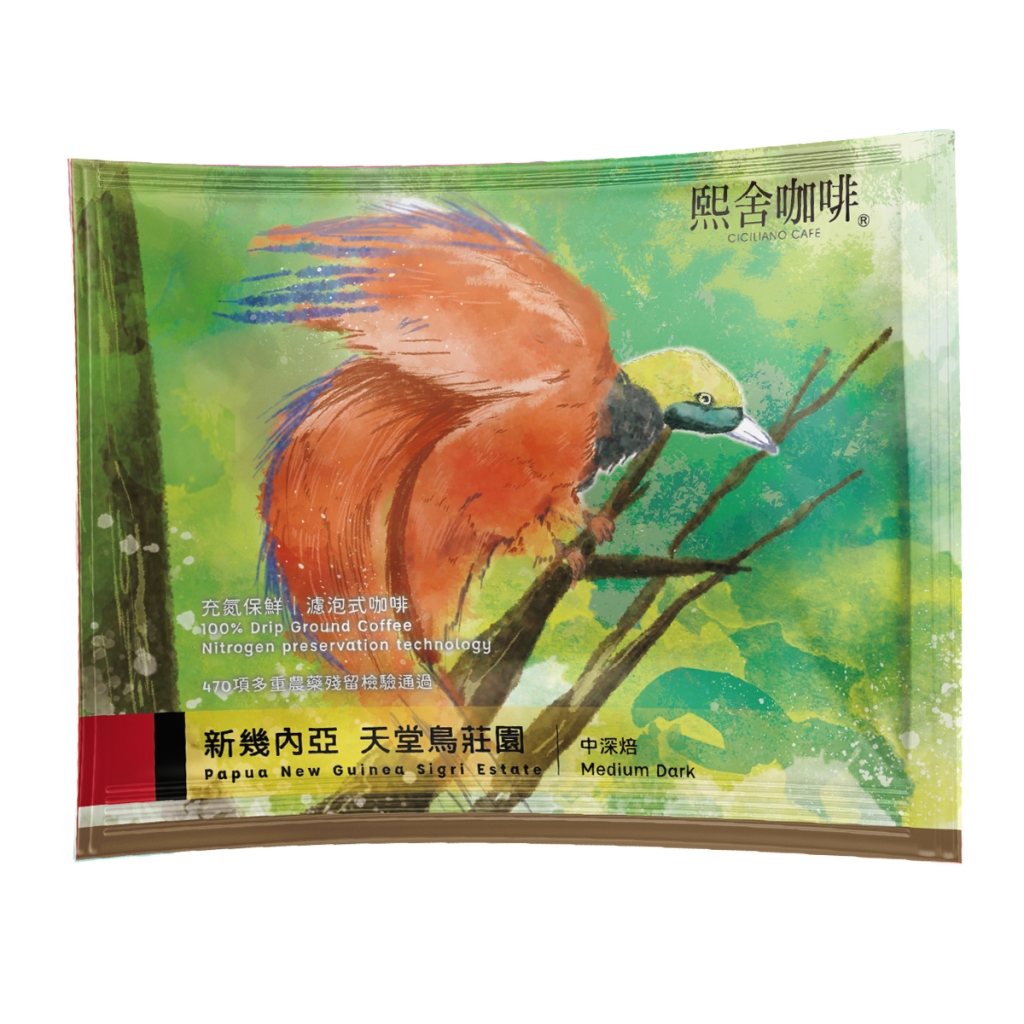 熙舍咖啡®
CICILIANO CAFE
充氮保鮮 | 濾泡式咖啡
100% Drip Ground Coffee
Nitrogen preservation technology
470項多重農藥殘留檢驗通過
新幾內亞 天堂鳥莊園
Papua New Guinea Sigri Estate
中深焙
Medium Dark